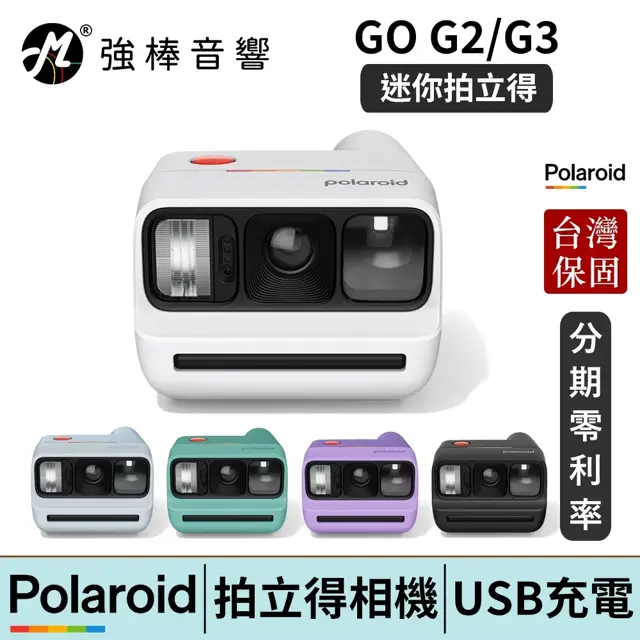 強棒音響
GO G2/G3
迷你拍立得
polaroid
Polaroid
台灣
保固
分期零利率
Polaroid
拍立得相機
USB充電